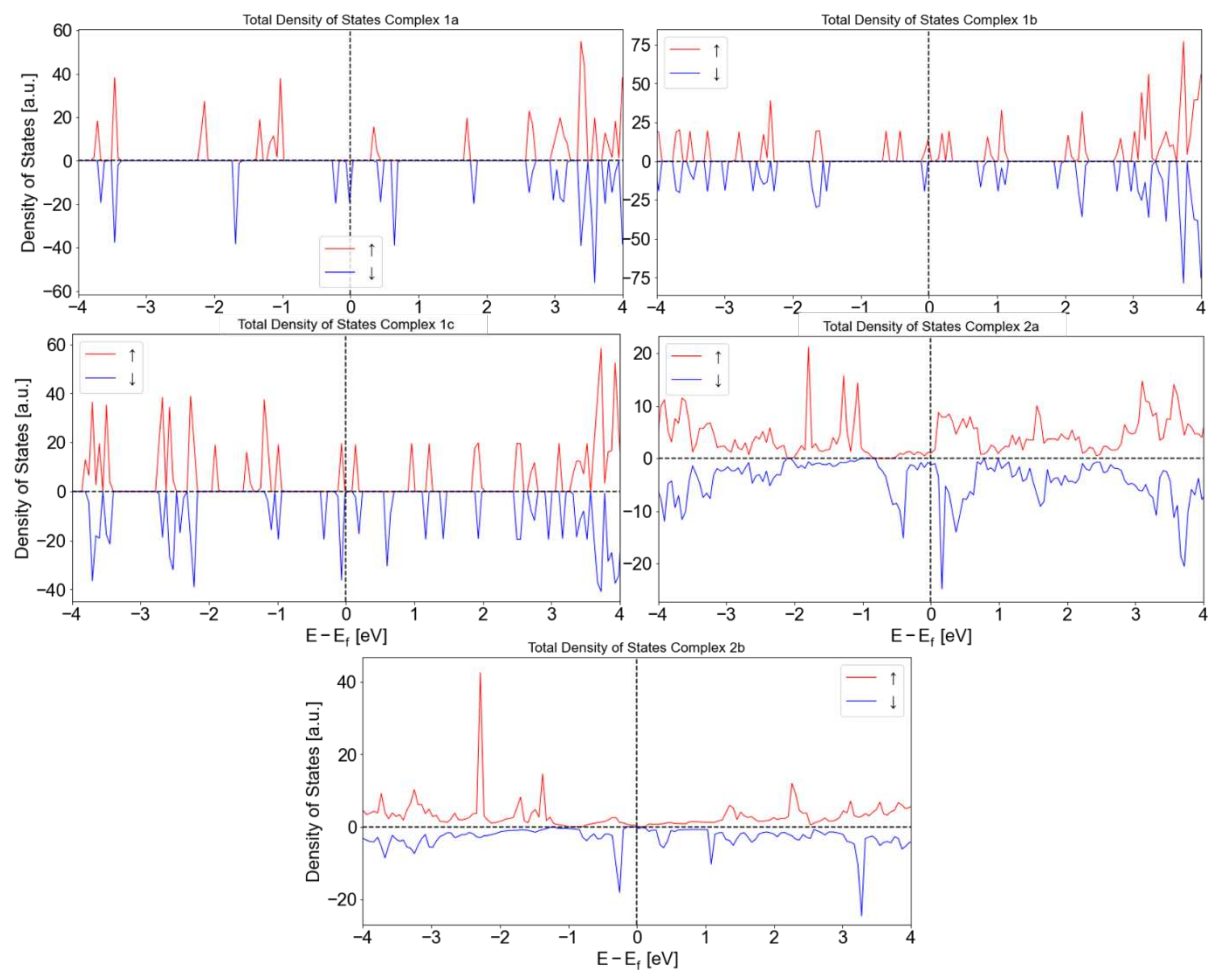 Total Density of States Complex 1a
Density of States [a.u.]
60
40
20
0
−20
−40
−60
↑
↓
−4 −3 −2 −1 0 1 2 3 4
Total Density of States Complex 1b
75
50
25
0
−25
−50
−75
↑
↓
−4 −3 −2 −1 0 1 2 3 4
Total Density of States Complex 1c
Density of States [a.u.]
60
40
20
0
−20
−40
↑
↓
−4 −3 −2 −1 0 1 2 3 4
E − Ef [eV]
Total Density of States Complex 2a
20
10
0
−10
−20
↑
↓
−4 −3 −2 −1 0 1 2 3 4
E − Ef [eV]
Total Density of States Complex 2b
Density of States [a.u.]
40
20
0
−20
↑
↓
−4 −3 −2 −1 0 1 2 3 4
E − Ef [eV]